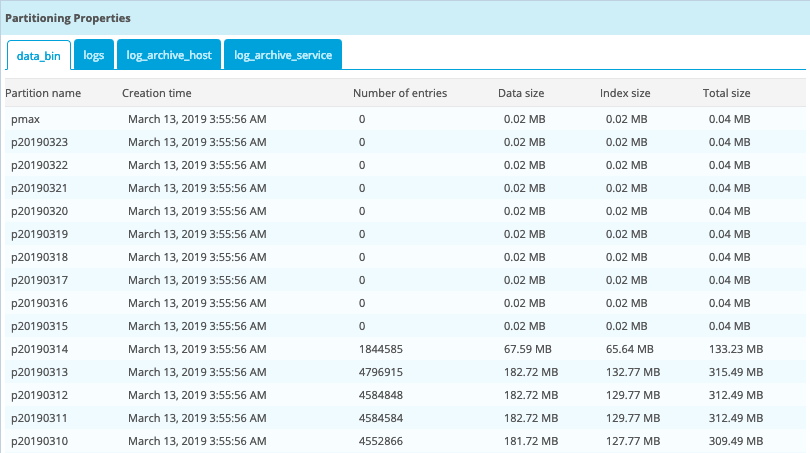 Partitioning Properties
data_bin logs log_archive_host log_archive_service
Partition name Creation time Number of entries Data size Index size Total size
pmax March 13, 2019 3:55:56 AM 0 0.02 MB 0.02 MB 0.04 MB
p20190323 March 13, 2019 3:55:56 AM 0 0.02 MB 0.02 MB 0.04 MB
p20190322 March 13, 2019 3:55:56 AM 0 0.02 MB 0.02 MB 0.04 MB
p20190321 March 13, 2019 3:55:56 AM 0 0.02 MB 0.02 MB 0.04 MB
p20190320 March 13, 2019 3:55:56 AM 0 0.02 MB 0.02 MB 0.04 MB
p20190319 March 13, 2019 3:55:56 AM 0 0.02 MB 0.02 MB 0.04 MB
p20190318 March 13, 2019 3:55:56 AM 0 0.02 MB 0.02 MB 0.04 MB
p20190317 March 13, 2019 3:55:56 AM 0 0.02 MB 0.02 MB 0.04 MB
p20190316 March 13, 2019 3:55:56 AM 0 0.02 MB 0.02 MB 0.04 MB
p20190315 March 13, 2019 3:55:56 AM 0 0.02 MB 0.02 MB 0.04 MB
p20190314 March 13, 2019 3:55:56 AM 1844585 67.59 MB 65.64 MB 133.23 MB
p20190313 March 13, 2019 3:55:56 AM 4796915 182.72 MB 132.77 MB 315.49 MB
p20190312 March 13, 2019 3:55:56 AM 4584848 182.72 MB 129.77 MB 312.49 MB
p20190311 March 13, 2019 3:55:56 AM 4584584 182.72 MB 129.77 MB 312.49 MB
p20190310 March 13, 2019 3:55:56 AM 4552866 181.72 MB 127.77 MB 309.49 MB